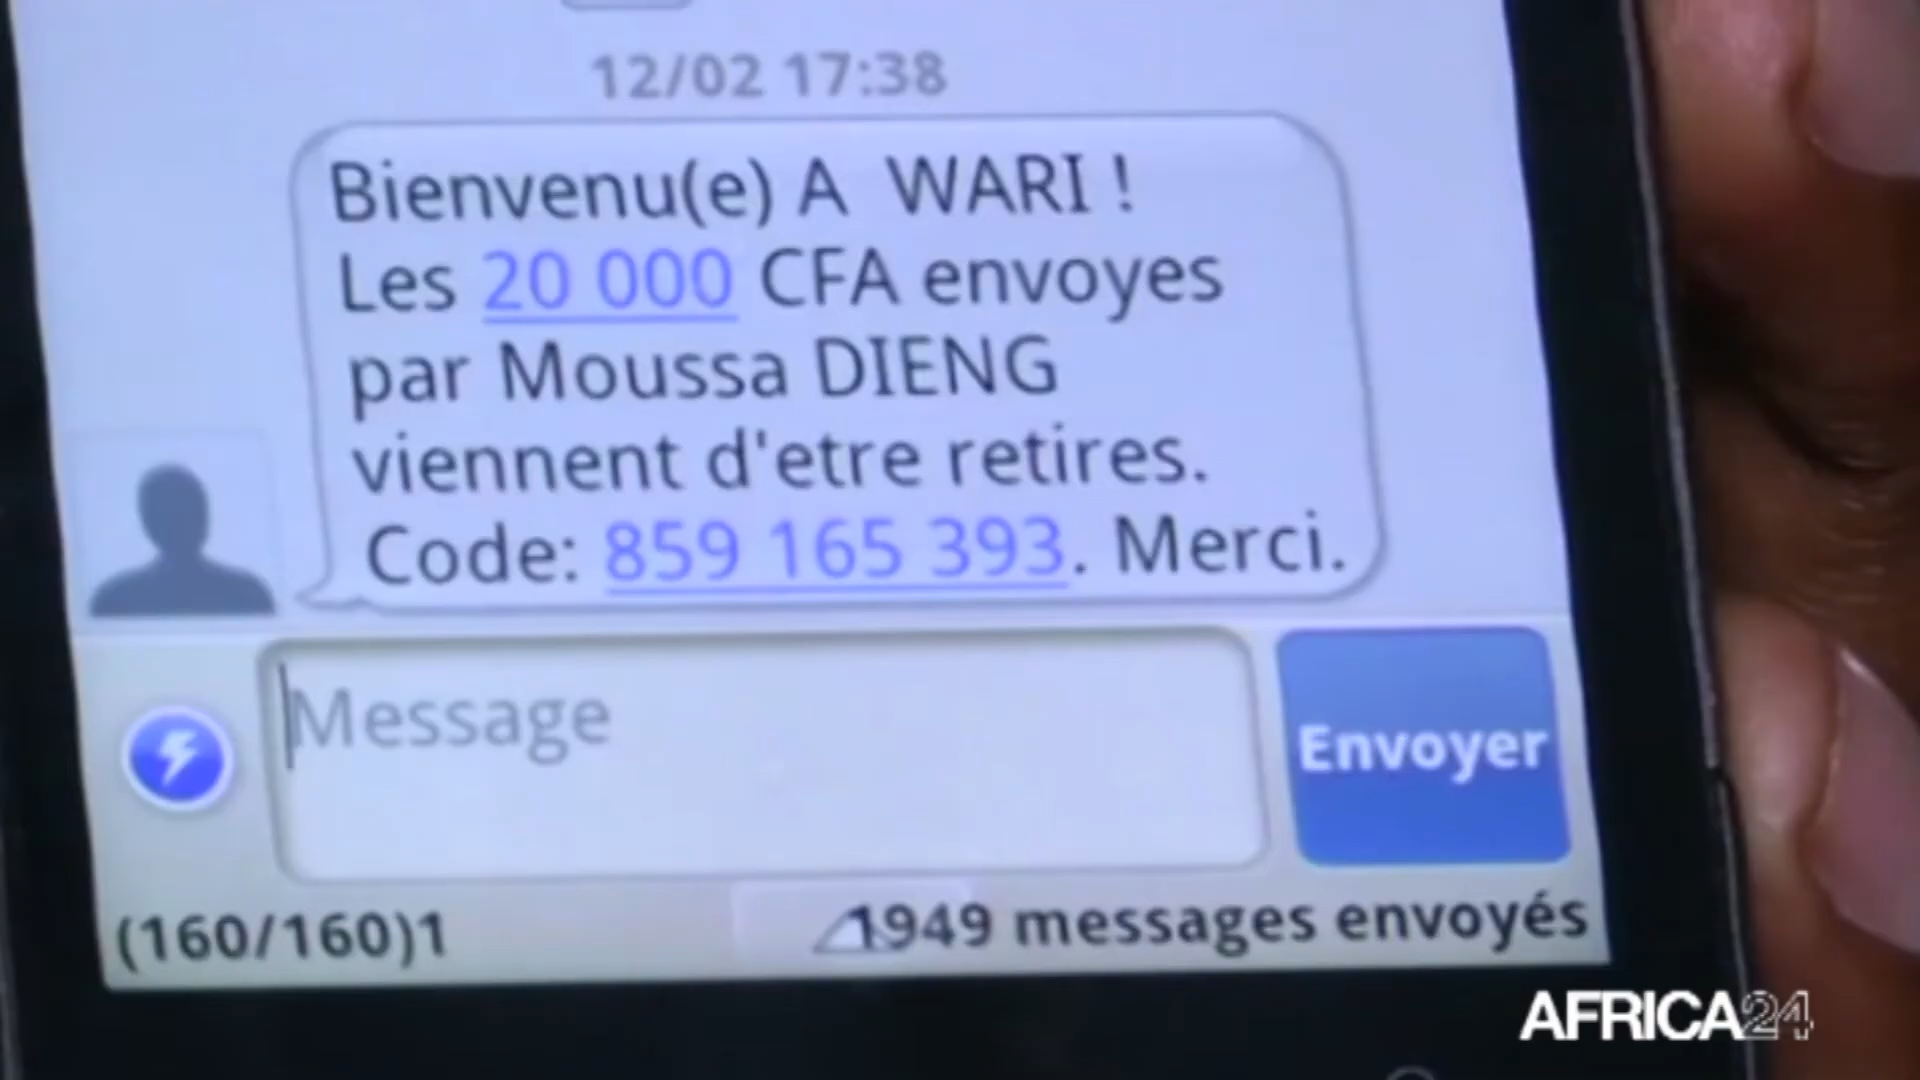 12/02 17:38
Bienvenu(e) A WARI !
Les 20 000 CFA envoyes
par Moussa DIENG
viennent d'etre retires.
Code: 859 165 393. Merci.
Message
Envoyer
(160/160)1
1949 messages envoyés
AFRICA24